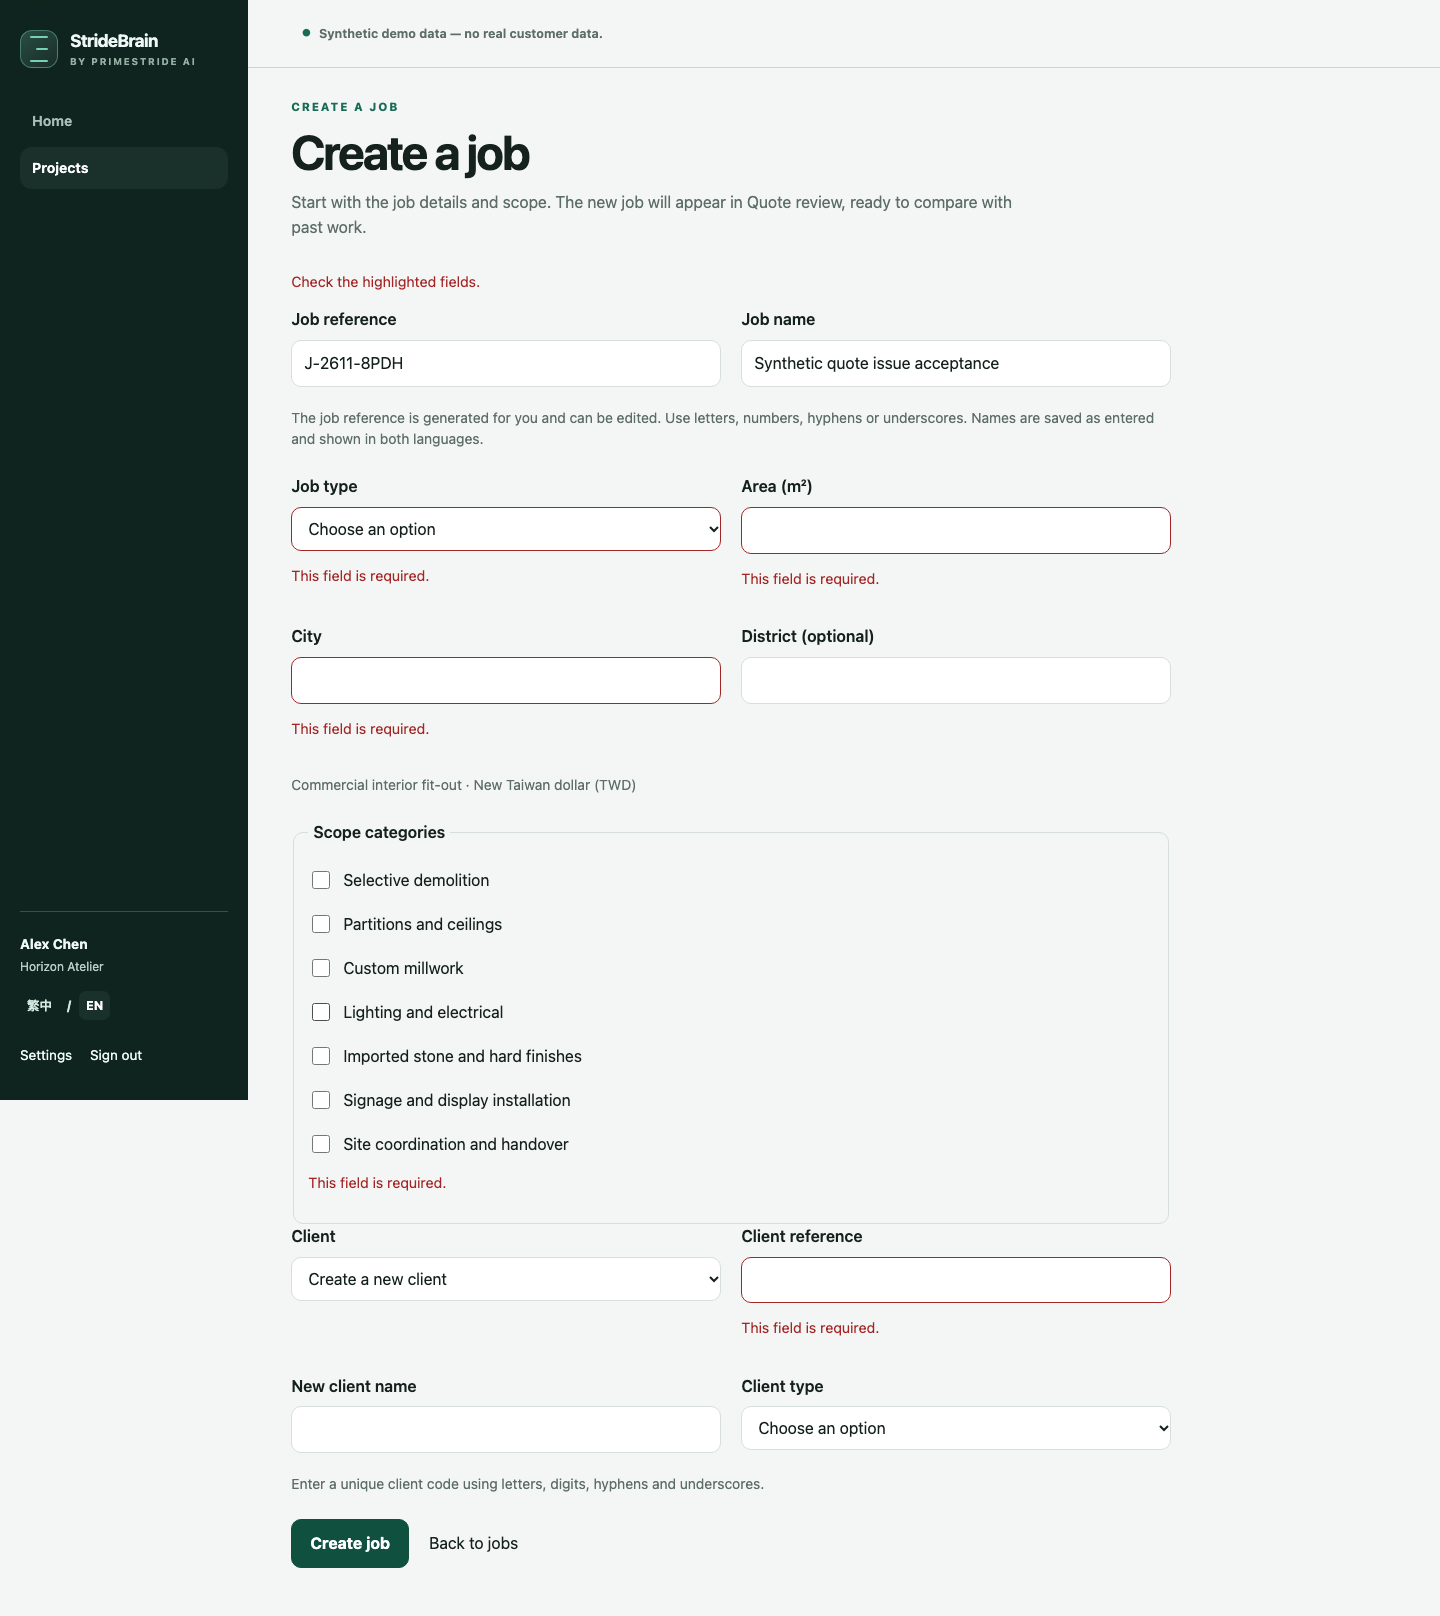 StrideBrain
BY PRIMESTRIDE AI
Home
Projects
Alex Chen
Horizon Atelier
繁中 / EN
Settings Sign out
Synthetic demo data — no real customer data.
CREATE A JOB
Create a job
Start with the job details and scope. The new job will appear in Quote review, ready to compare with
past work.
Check the highlighted fields.
Job reference
J-2611-8PDH
Job name
Synthetic quote issue acceptance
The job reference is generated for you and can be edited. Use letters, numbers, hyphens or underscores. Names are saved as entered
and shown in both languages.
Job type
Choose an option
This field is required.
Area (m²)
This field is required.
City
This field is required.
District (optional)
Commercial interior fit-out · New Taiwan dollar (TWD)
Scope categories
Selective demolition
Partitions and ceilings
Custom millwork
Lighting and electrical
Imported stone and hard finishes
Signage and display installation
Site coordination and handover
This field is required.
Client
Create a new client
Client reference
This field is required.
New client name
Client type
Choose an option
Enter a unique client code using letters, digits, hyphens and underscores.
Create job
Back to jobs